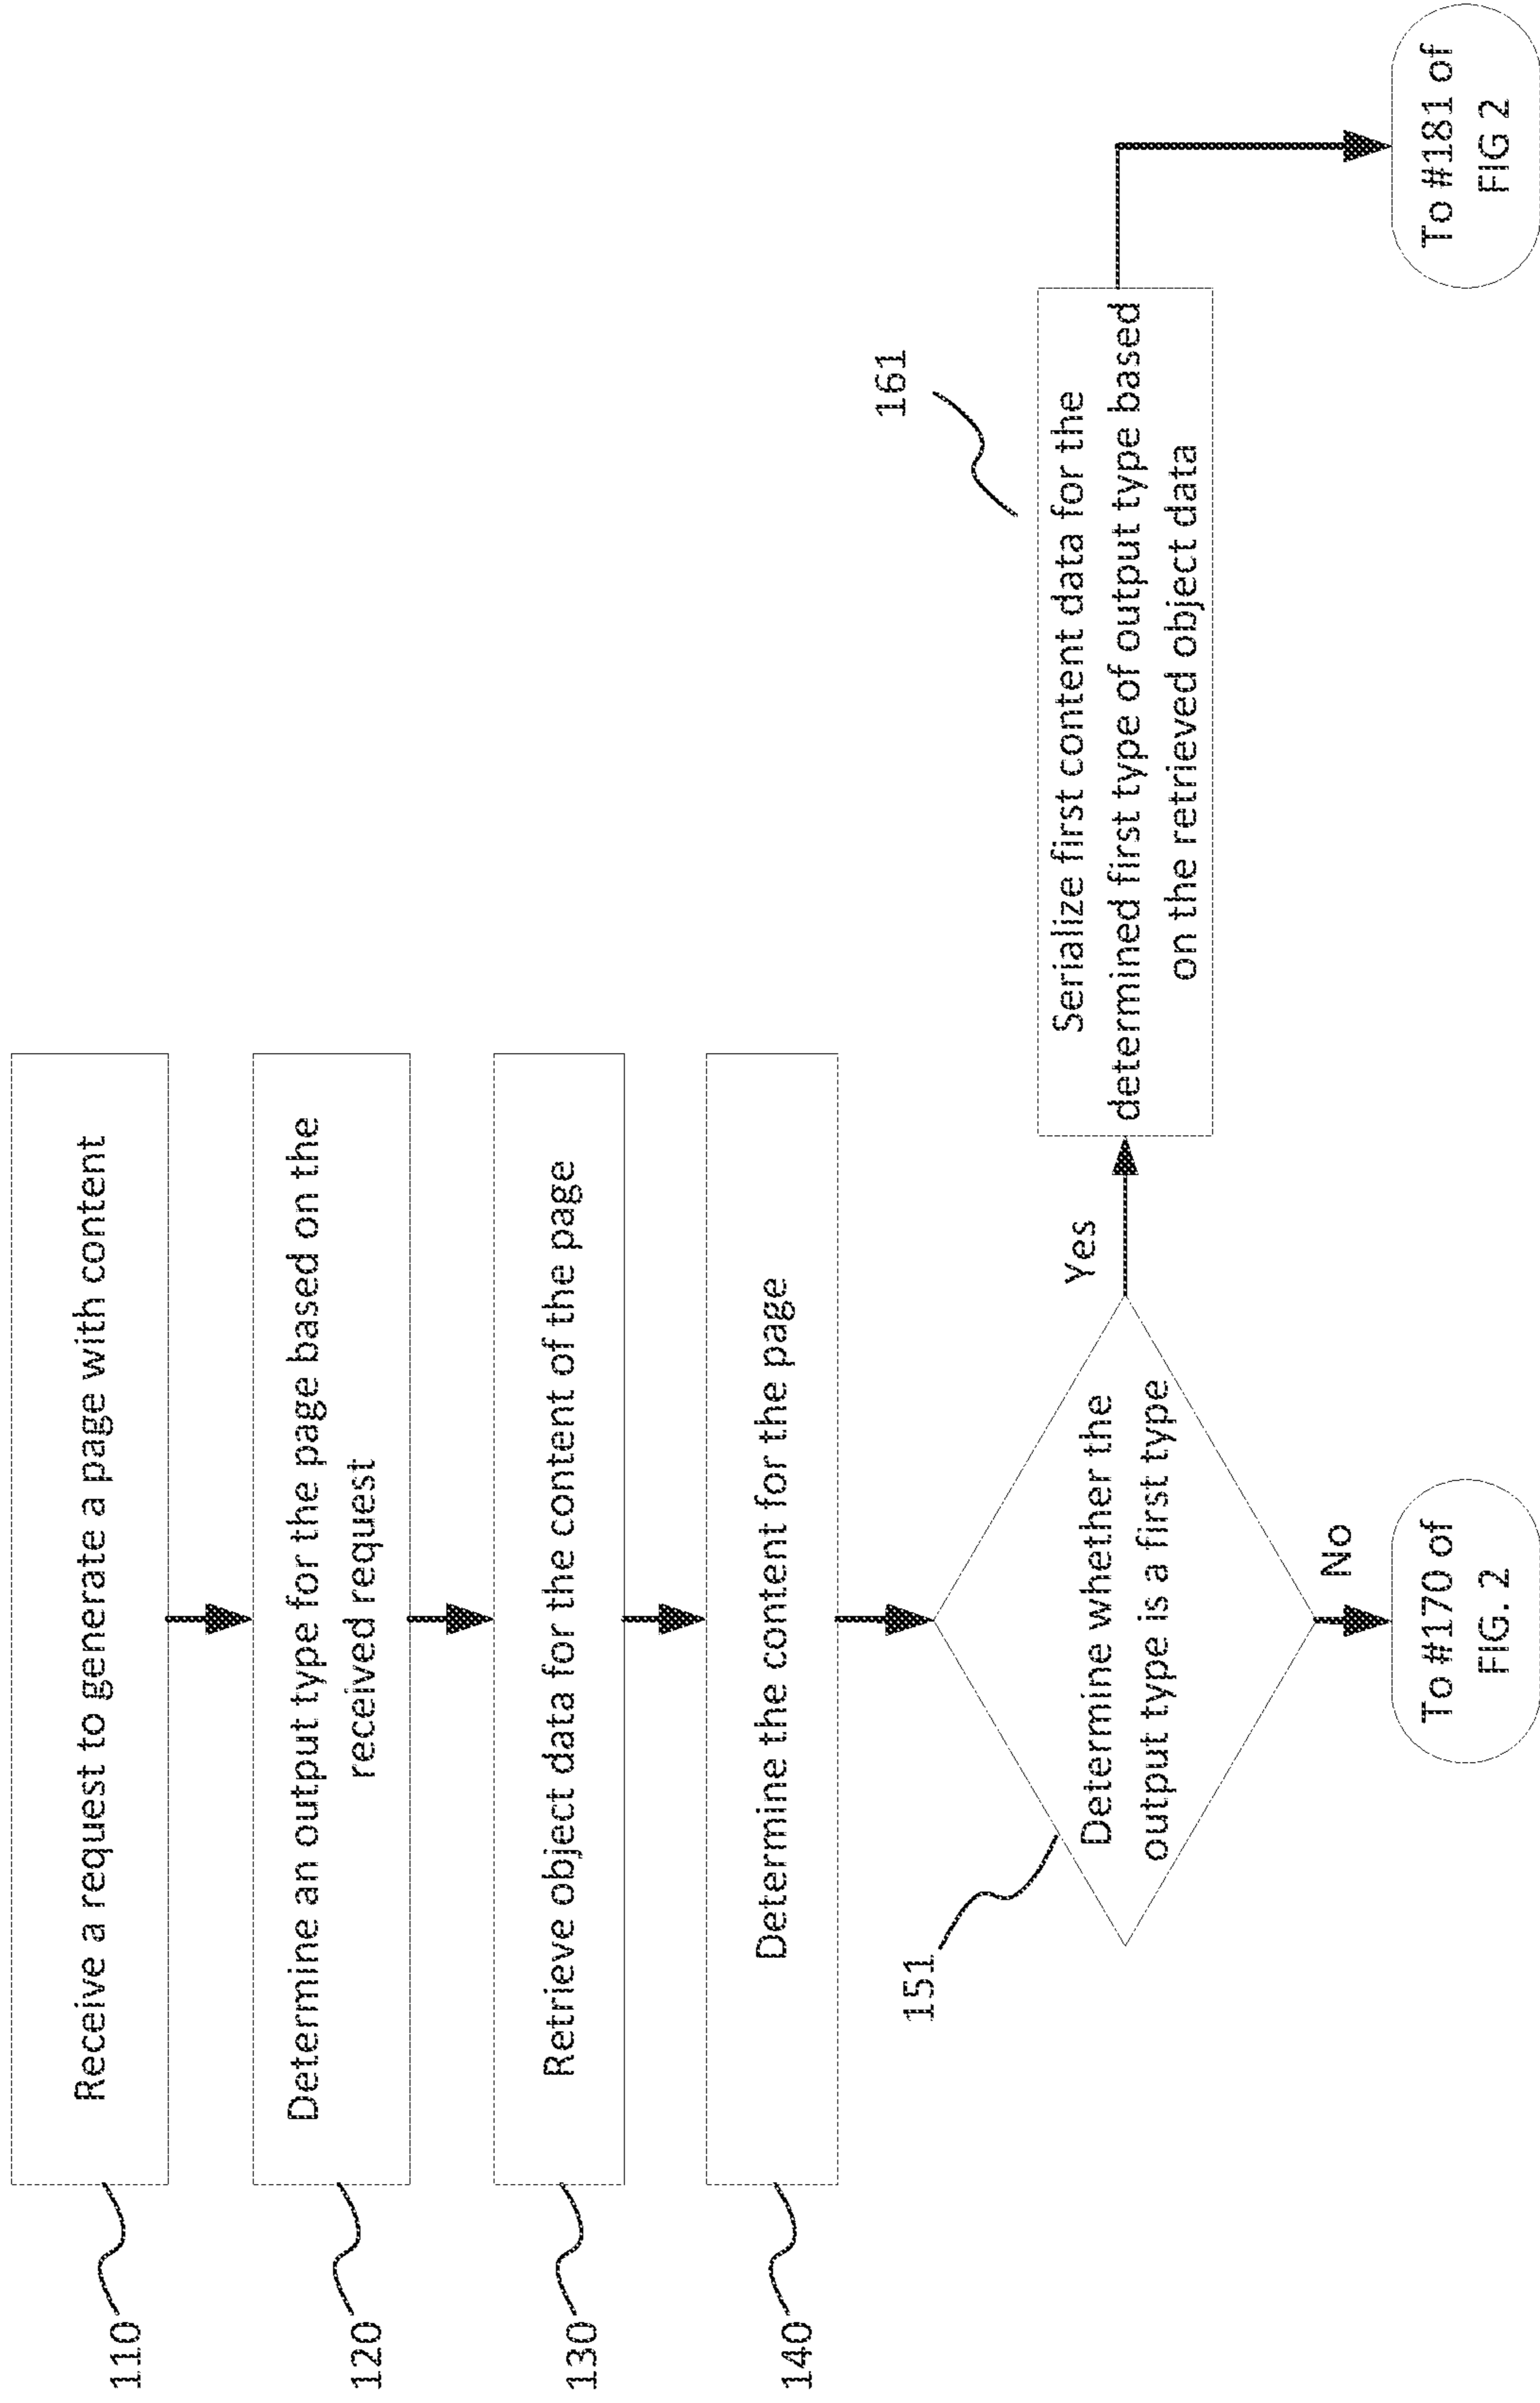 110
Receive a request to generate a page with content
120
Determine an output type for the page based on the
received request
130
Retrieve object data for the content of the page
140
Determine the content for the page
151
Determine whether the
output type is a first type
Yes
161
Serialize first content data for the
determined first type of output type based
on the retrieved object data
No
To #170 of
FIG. 2
To #181 of
FIG 2